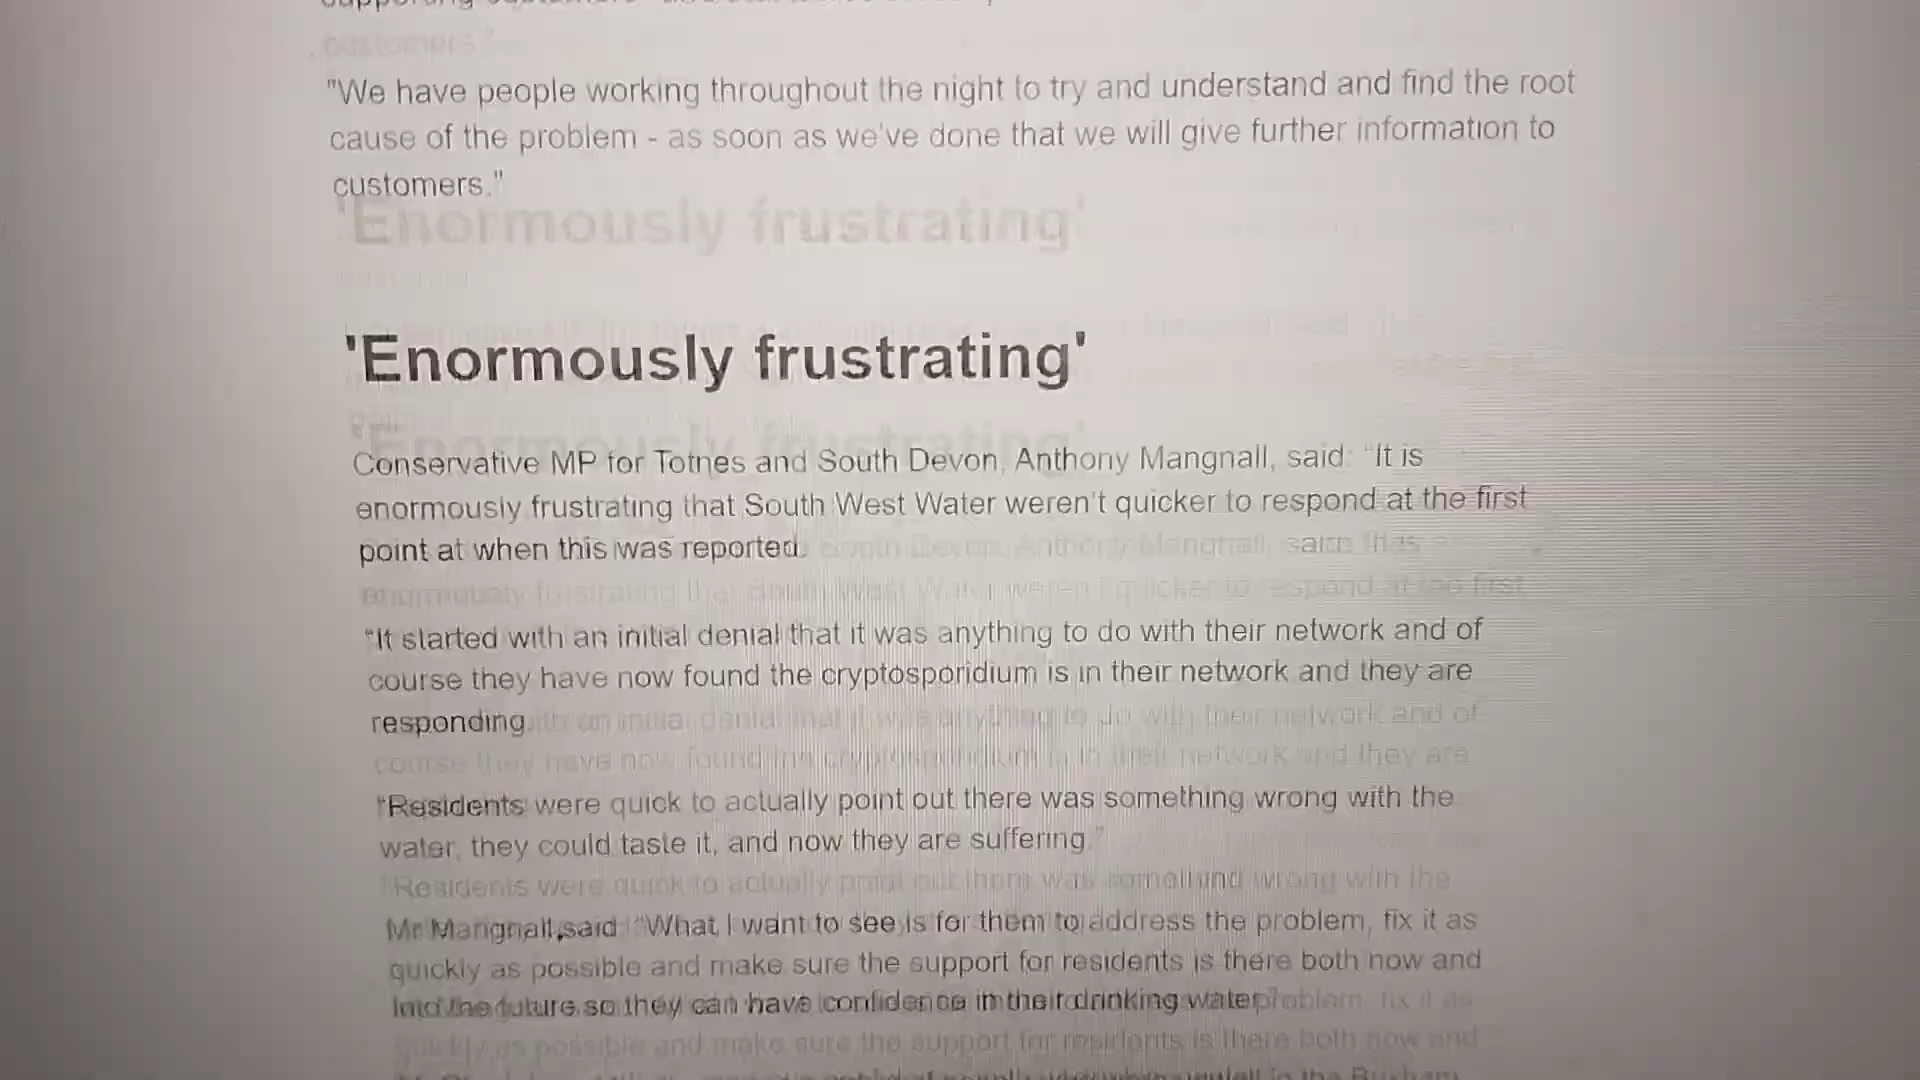 "We have people working throughout the night to try and understand and find the root
cause of the problem - as soon as we've done that we will give further information to
customers."
'Enormously frustrating'
Conservative MP for Totnes and South Devon, Anthony Mangnall, said: “It is
enormously frustrating that South West Water weren't quicker to respond at the first
point at when this was reported.
“It started with an initial denial that it was anything to do with their network and of
course they have now found the cryptosporidium is in their network and they are
responding.
“Residents were quick to actually point out there was something wrong with the
water, they could taste it, and now they are suffering.”
Mr Mangnall said: “What I want to see is for them to address the problem, fix it as
quickly as possible and make sure the support for residents is there both now and
into the future so they can have confidence in their drinking water